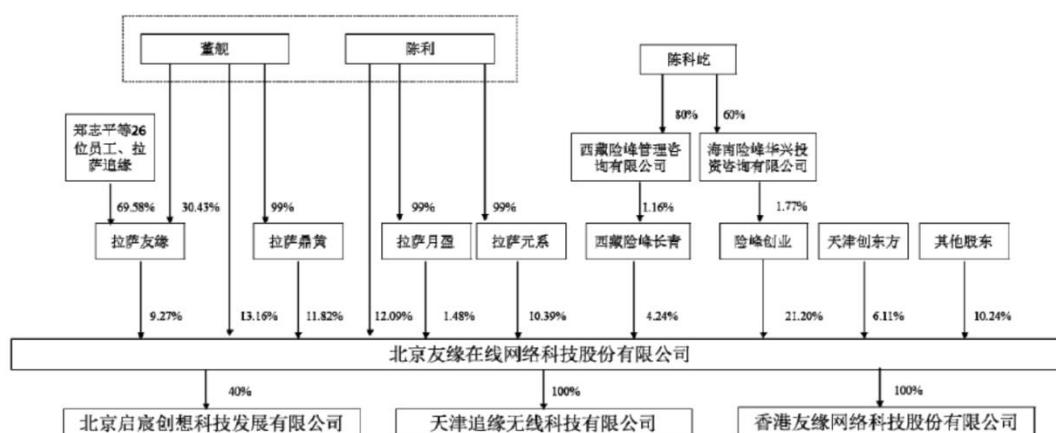 董舰
陈利
陈科屹
80%
60%
郑志平等26
位员工、拉
萨追缘
西藏险峰管理咨
询有限公司
海南险峰华兴投
资咨询有限公司
69.58%
30.43%
99%
99%
99%
1.16%
1.77%
拉萨友缘
拉萨鼎黄
拉萨月盈
拉萨元系
西藏险峰长青
险峰创业
天津创东方
其他股东
9.27%
13.16%
11.82%
12.09%
1.48%
10.39%
4.24%
21.20%
6.11%
10.24%
北京友缘在线网络科技股份有限公司
40%
100%
100%
北京启宸创想科技发展有限公司
天津追缘无线科技有限公司
香港友缘网络科技股份有限公司